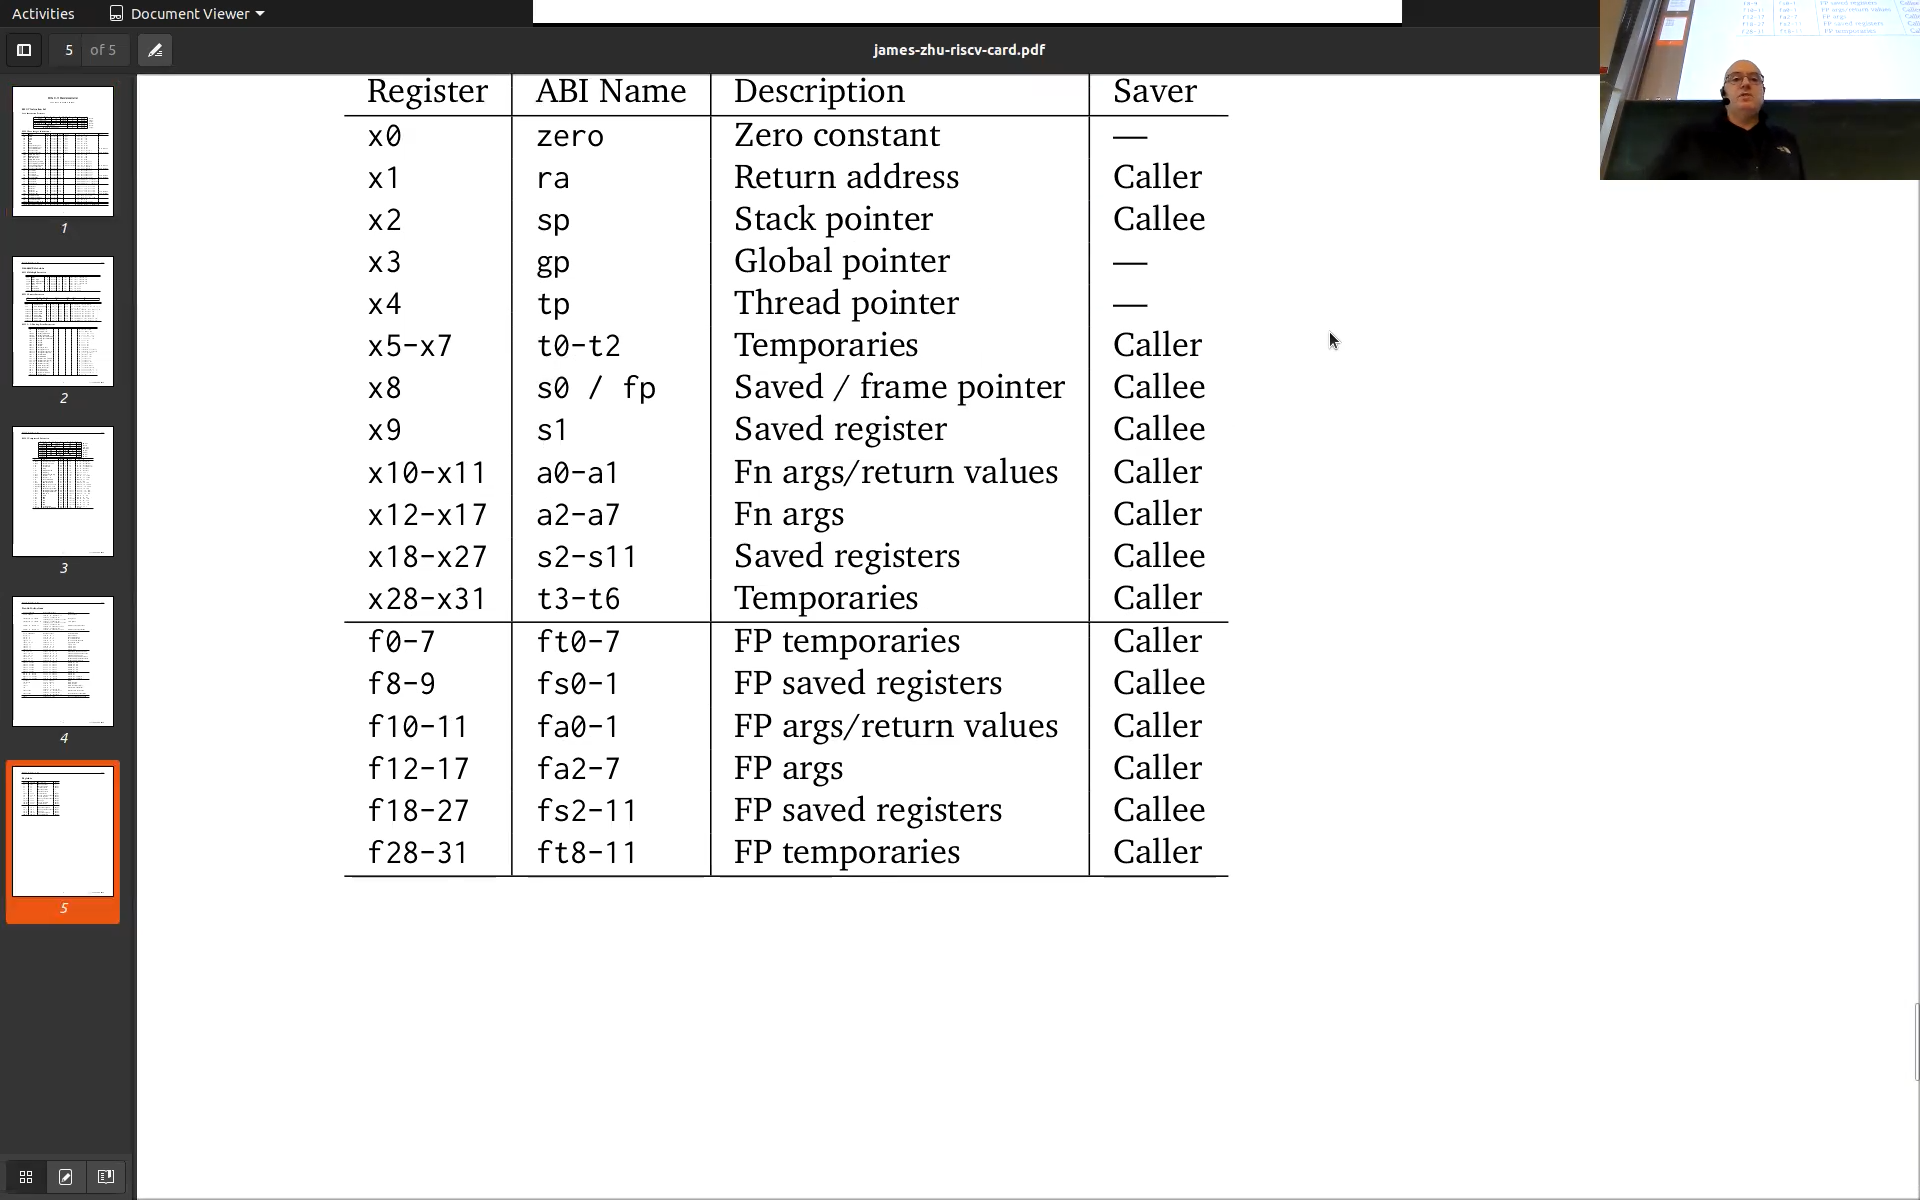 Activities Document Viewer
5 of 5
james-zhu-riscv-card.pdf
Register ABI Name Description Saver
x0 zero Zero constant —
x1 ra Return address Caller
x2 sp Stack pointer Callee
x3 gp Global pointer —
x4 tp Thread pointer —
x5-x7 t0-t2 Temporaries Caller
x8 s0 / fp Saved / frame pointer Callee
x9 s1 Saved register Callee
x10-x11 a0-a1 Fn args/return values Caller
x12-x17 a2-a7 Fn args Caller
x18-x27 s2-s11 Saved registers Callee
x28-x31 t3-t6 Temporaries Caller
f0-7 ft0-7 FP temporaries Caller
f8-9 fs0-1 FP saved registers Callee
f10-11 fa0-1 FP args/return values Caller
f12-17 fa2-7 FP args Caller
f18-27 fs2-11 FP saved registers Callee
f28-31 ft8-11 FP temporaries Caller
1
2
3
4
5